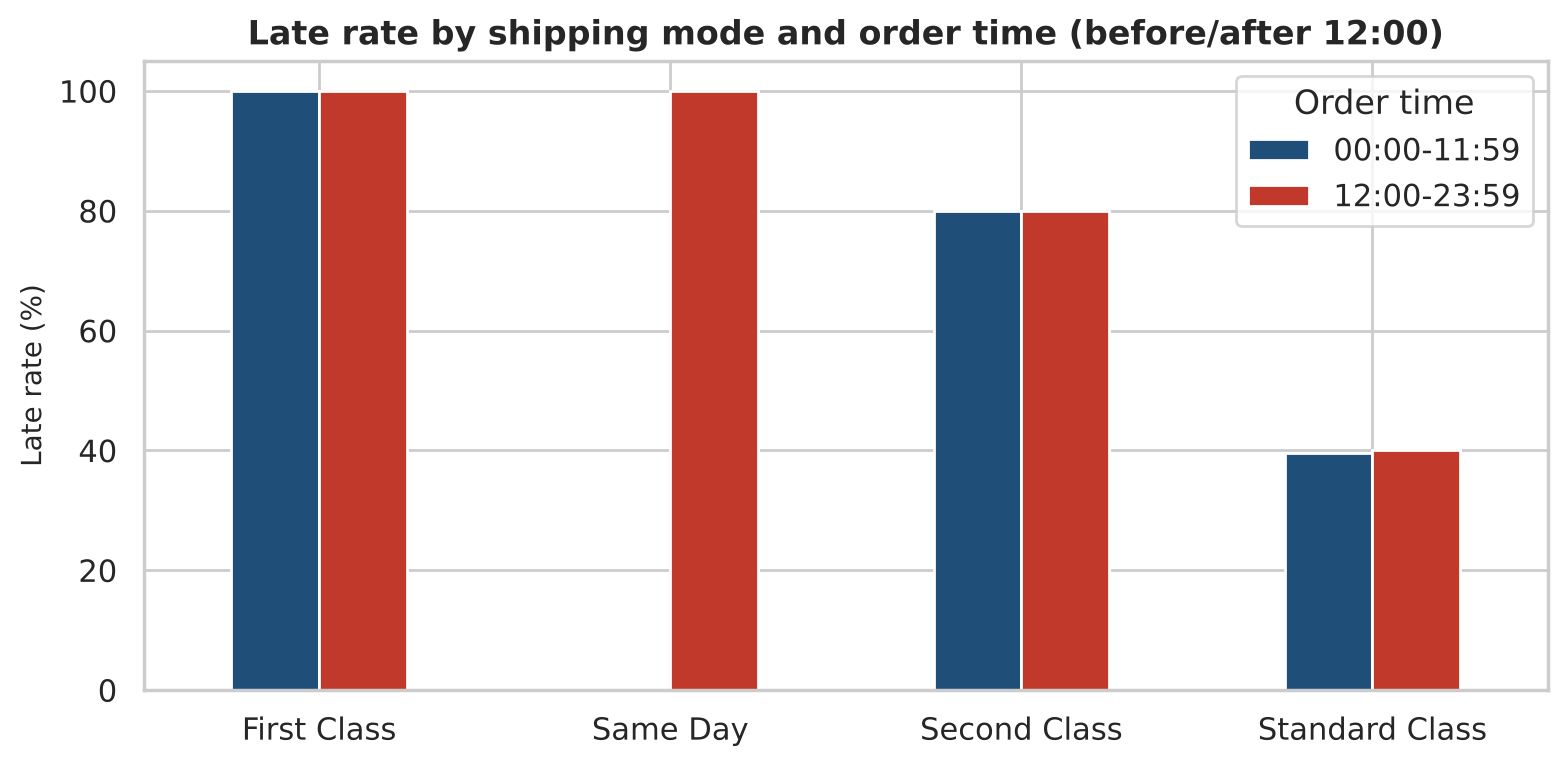 Late rate by shipping mode and order time (before/after 12:00)
Late rate (%)
100
80
60
40
20
0
Order time
00:00-11:59
12:00-23:59
First Class
Same Day
Second Class
Standard Class